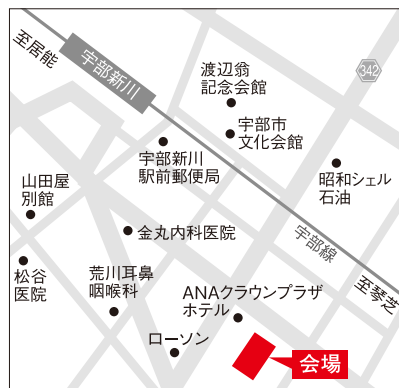 至居能
宇部新川
渡辺翁
記念会館
342
宇部市
文化会館
宇部新川
駅前郵便局
昭和シェル
石油
山田屋
別館
金丸内科医院
宇部線
松谷
医院
荒川耳鼻
咽喉科
至琴芝
ANAクラウンプラザ
ホテル
ローソン
会場